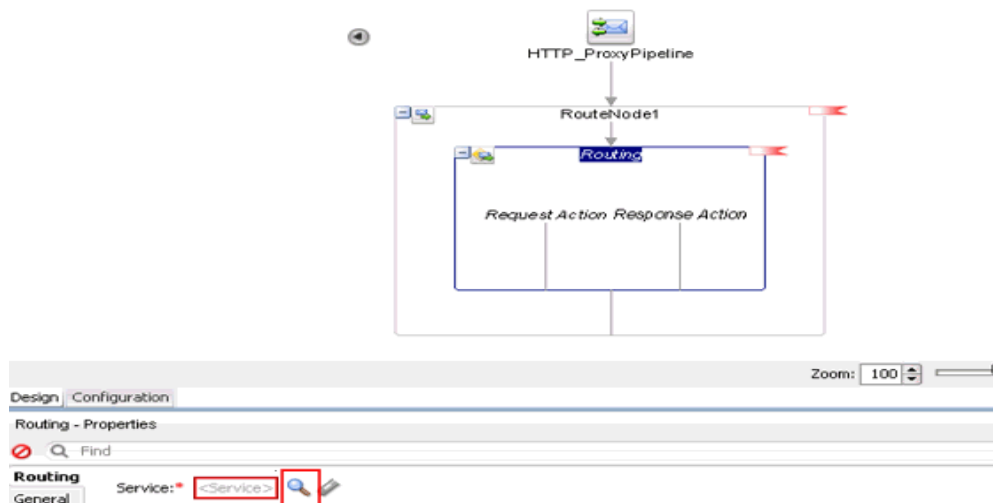 HTTP_ProxyPipeline
RouteNode1
Routing
Request Action Response Action
Zoom: 100
Design Configuration
Routing - Properties
Find
Routing
Service:* <Service>
General